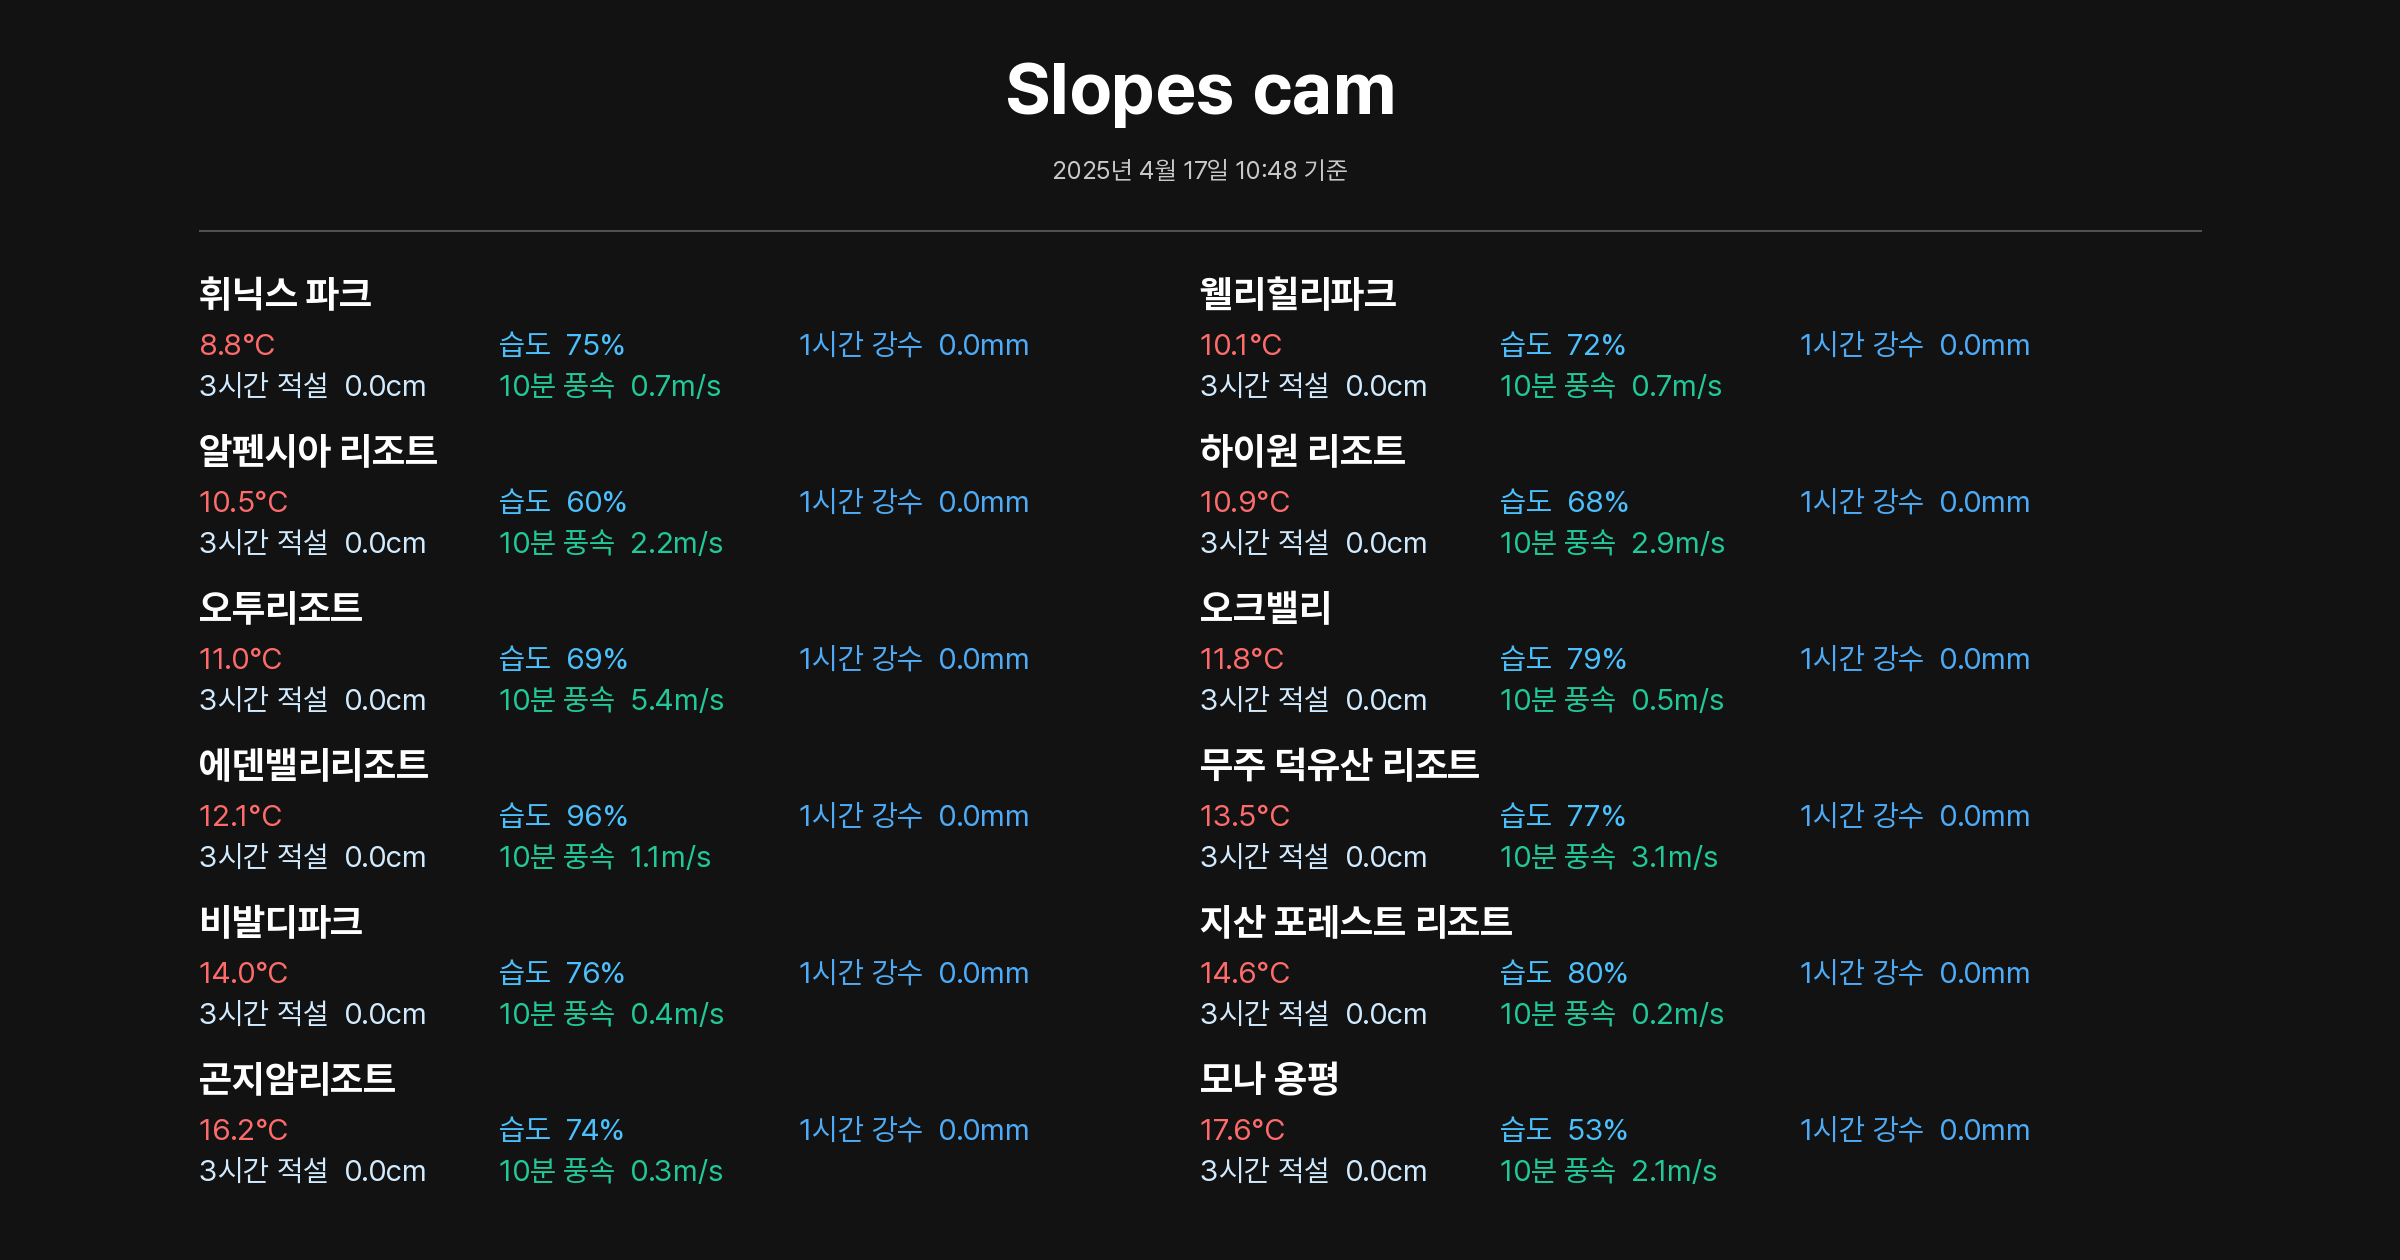 Slopes cam
2025년 4월 17일 10:48 기준
휘닉스 파크
8.8°C 습도 75% 1시간 강수 0.0mm
3시간 적설 0.0cm 10분 풍속 0.7m/s
웰리힐리파크
10.1°C 습도 72% 1시간 강수 0.0mm
3시간 적설 0.0cm 10분 풍속 0.7m/s
알펜시아 리조트
10.5°C 습도 60% 1시간 강수 0.0mm
3시간 적설 0.0cm 10분 풍속 2.2m/s
하이원 리조트
10.9°C 습도 68% 1시간 강수 0.0mm
3시간 적설 0.0cm 10분 풍속 2.9m/s
오투리조트
11.0°C 습도 69% 1시간 강수 0.0mm
3시간 적설 0.0cm 10분 풍속 5.4m/s
오크밸리
11.8°C 습도 79% 1시간 강수 0.0mm
3시간 적설 0.0cm 10분 풍속 0.5m/s
에덴밸리리조트
12.1°C 습도 96% 1시간 강수 0.0mm
3시간 적설 0.0cm 10분 풍속 1.1m/s
무주 덕유산 리조트
13.5°C 습도 77% 1시간 강수 0.0mm
3시간 적설 0.0cm 10분 풍속 3.1m/s
비발디파크
14.0°C 습도 76% 1시간 강수 0.0mm
3시간 적설 0.0cm 10분 풍속 0.4m/s
지산 포레스트 리조트
14.6°C 습도 80% 1시간 강수 0.0mm
3시간 적설 0.0cm 10분 풍속 0.2m/s
곤지암리조트
16.2°C 습도 74% 1시간 강수 0.0mm
3시간 적설 0.0cm 10분 풍속 0.3m/s
모나 용평
17.6°C 습도 53% 1시간 강수 0.0mm
3시간 적설 0.0cm 10분 풍속 2.1m/s